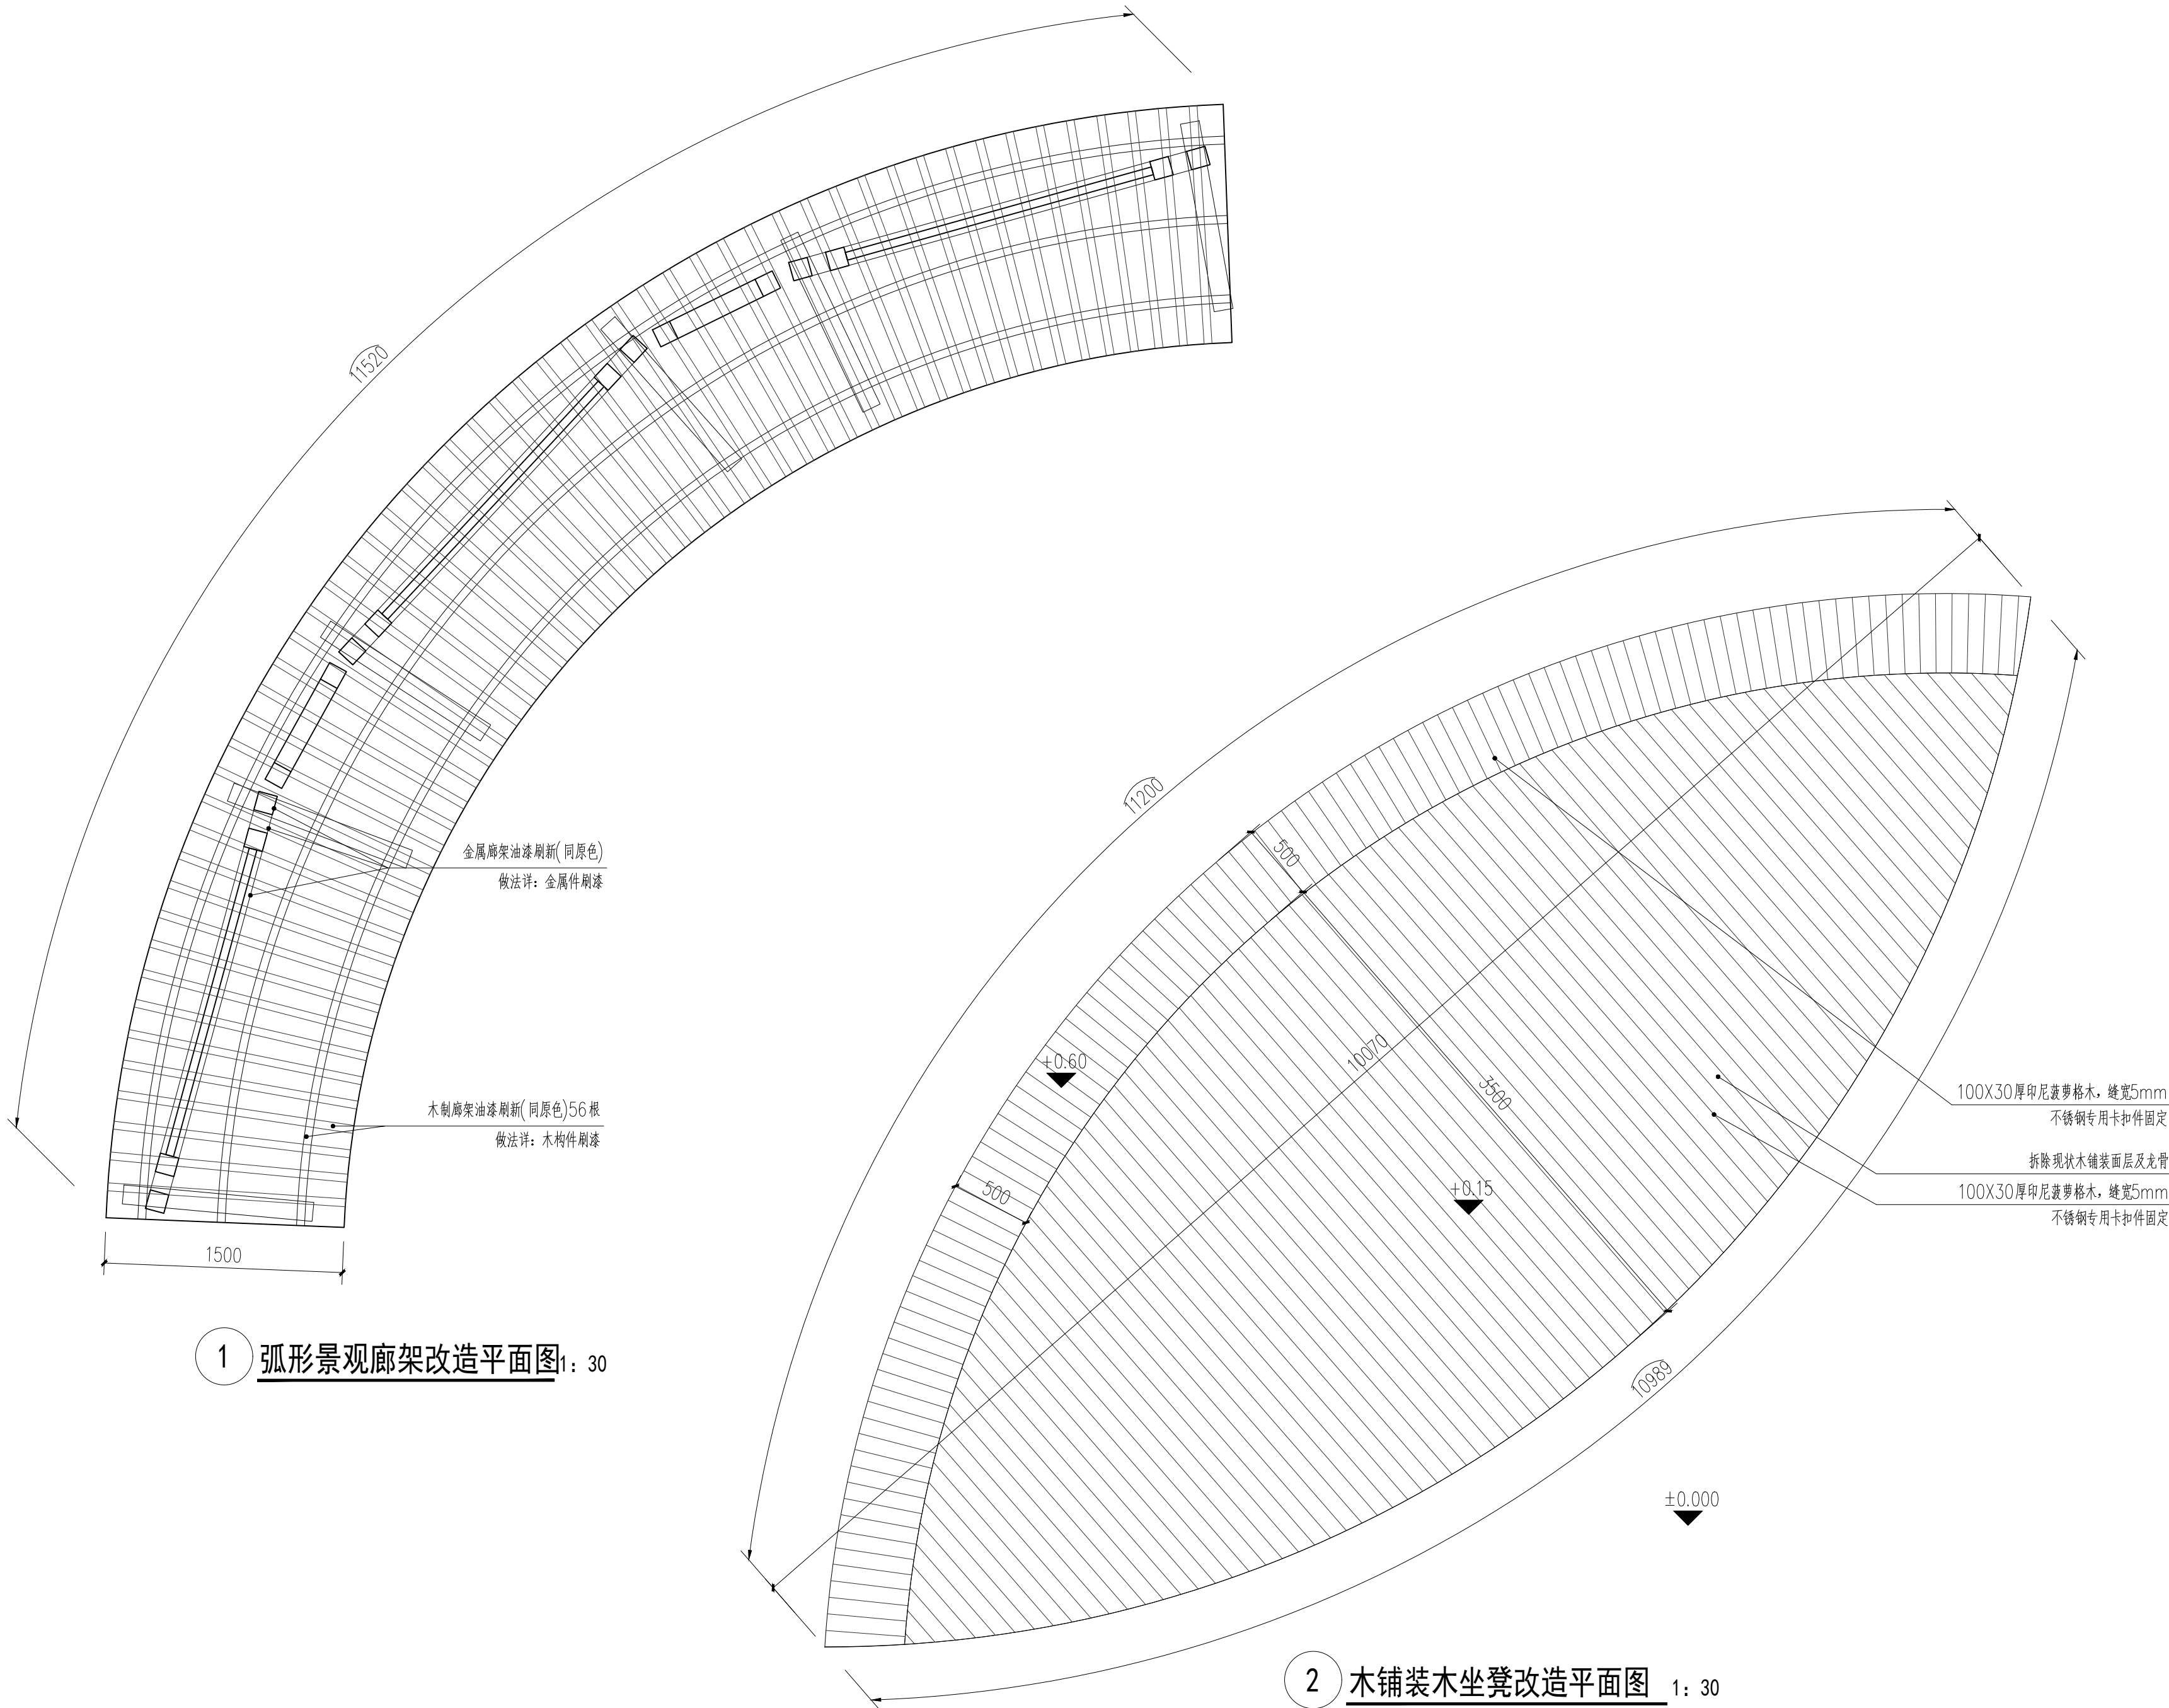 11520
金属廊架油漆刷新(同原色)
做法详：金属件刷漆
木制廊架油漆刷新(同原色)56根
做法详：木构件刷漆
1500
1 弧形景观廊架改造平面图1：30
11200
500
+0.60
10070
3500
500
+0.15
100X30厚印尼菠萝格木，缝宽5mm
不锈钢专用卡扣件固定
拆除现状木铺装面层及龙骨
100X30厚印尼菠萝格木，缝宽5mm
不锈钢专用卡扣件固定
10989
±0.000
2 木铺装木坐凳改造平面图 1：30